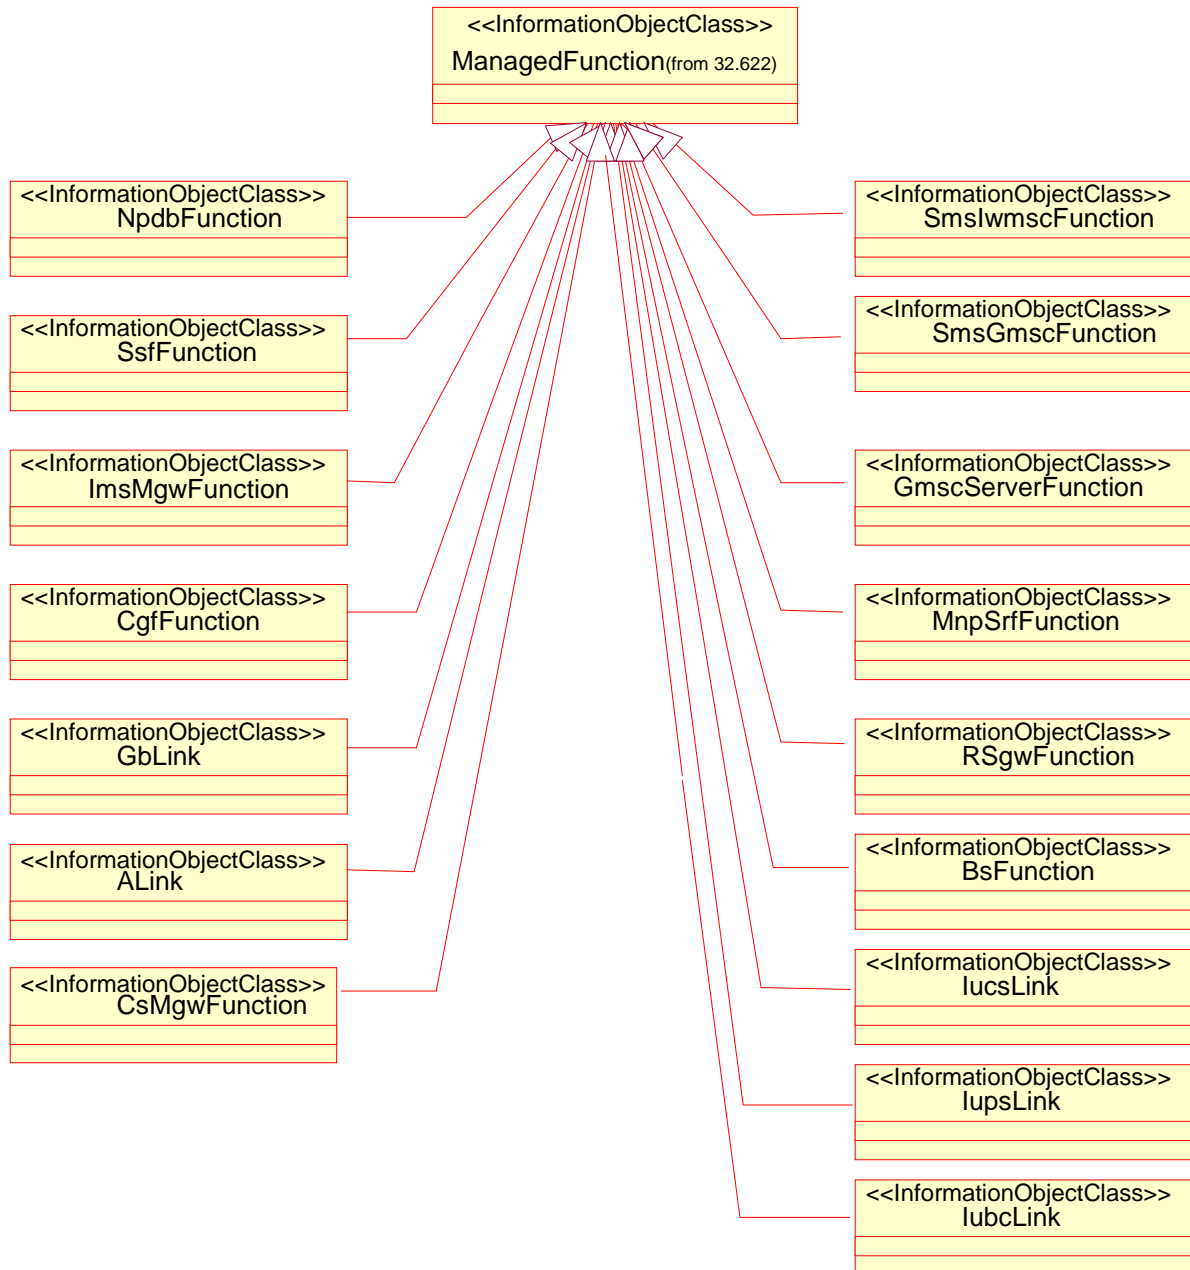 <<InformationObjectClass>>
ManagedFunction(from 32.622)
<<InformationObjectClass>>
NpdbFunction
<<InformationObjectClass>>
SsfFunction
<<InformationObjectClass>>
ImsMgwFunction
<<InformationObjectClass>>
CgfFunction
<<InformationObjectClass>>
GbLink
<<InformationObjectClass>>
ALink
<<InformationObjectClass>>
CsMgwFunction
<<InformationObjectClass>>
SmsIwmscFunction
<<InformationObjectClass>>
SmsGmscFunction
<<InformationObjectClass>>
GmscServerFunction
<<InformationObjectClass>>
MnpSrfFunction
<<InformationObjectClass>>
RSgwFunction
<<InformationObjectClass>>
BsFunction
<<InformationObjectClass>>
IucsLink
<<InformationObjectClass>>
IupsLink
<<InformationObjectClass>>
IubcLink